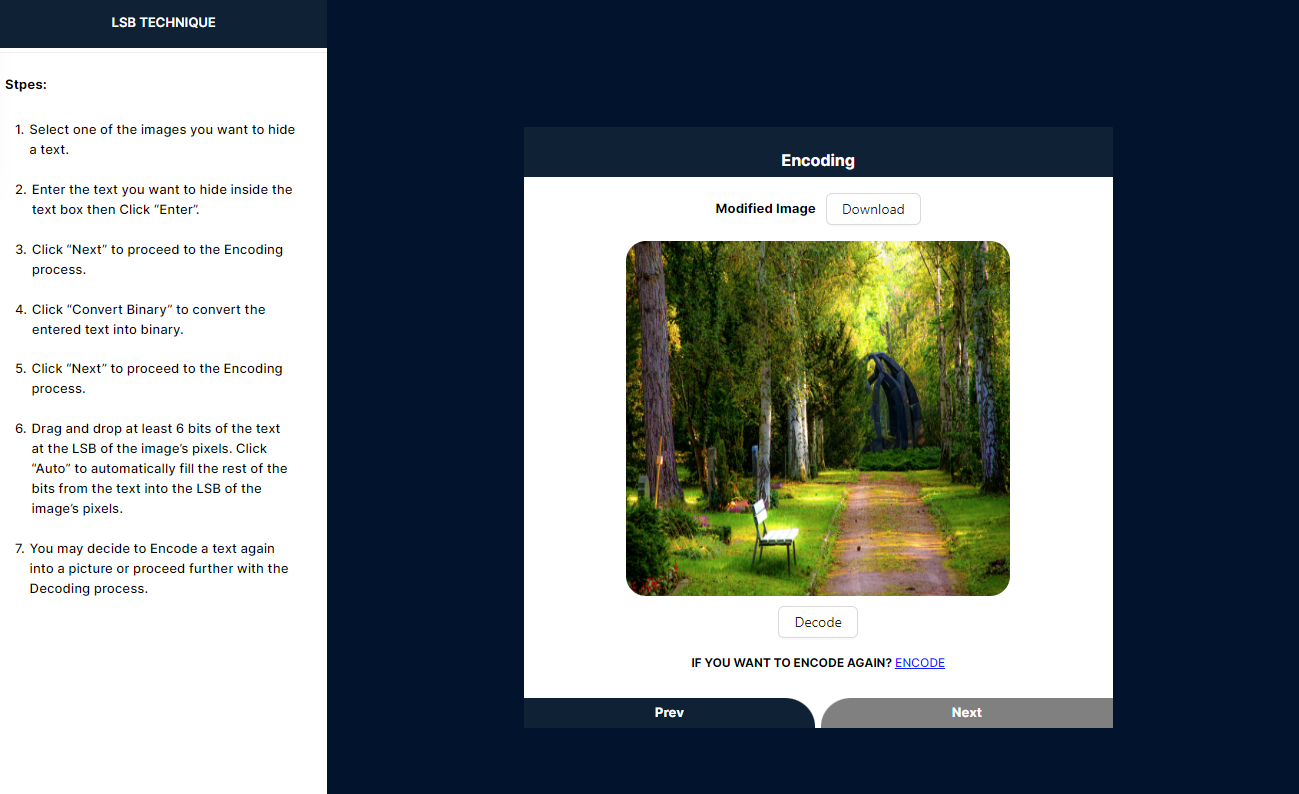 LSB TECHNIQUE
Stpes:
1. Select one of the images you want to hide
a text.
2. Enter the text you want to hide inside the
text box then Click “Enter”.
3. Click “Next” to proceed to the Encoding
process.
4. Click “Convert Binary” to convert the
entered text into binary.
5. Click “Next” to proceed to the Encoding
process.
6. Drag and drop at least 6 bits of the text
at the LSB of the image’s pixels. Click
“Auto” to automatically fill the rest of the
bits from the text into the LSB of the
image’s pixels.
7. You may decide to Encode a text again
into a picture or proceed further with the
Decoding process.
Encoding
Modified Image Download
Decode
IF YOU WANT TO ENCODE AGAIN? ENCODE
Prev Next